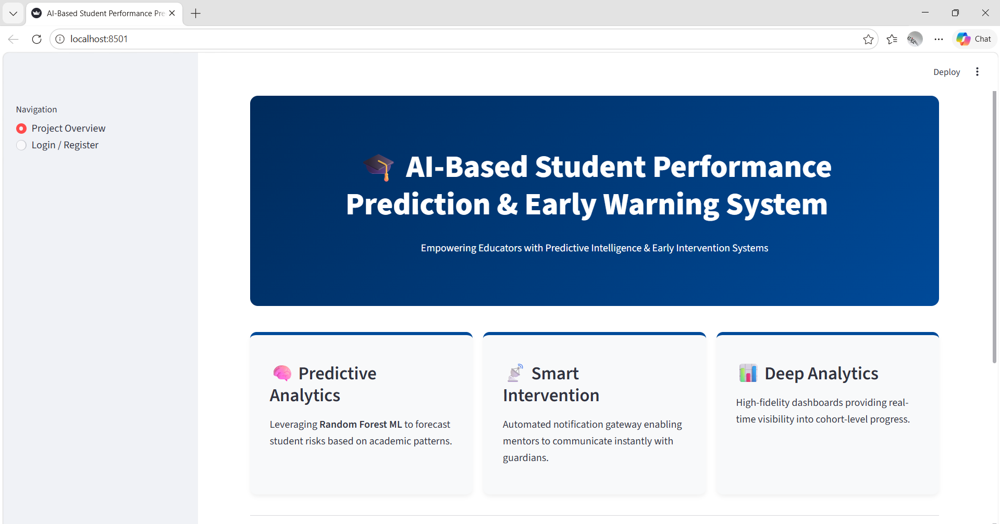 AI-Based Student Performance Pre
localhost:8501
Chat
Deploy
Navigation
Project Overview
Login / Register
AI-Based Student Performance
Prediction & Early Warning System
Empowering Educators with Predictive Intelligence & Early Intervention Systems
Predictive
Analytics
Leveraging Random Forest ML to forecast
student risks based on academic patterns.
Smart
Intervention
Automated notification gateway enabling
mentors to communicate instantly with
guardians.
Deep Analytics
High-fidelity dashboards providing real-
time visibility into cohort-level progress.